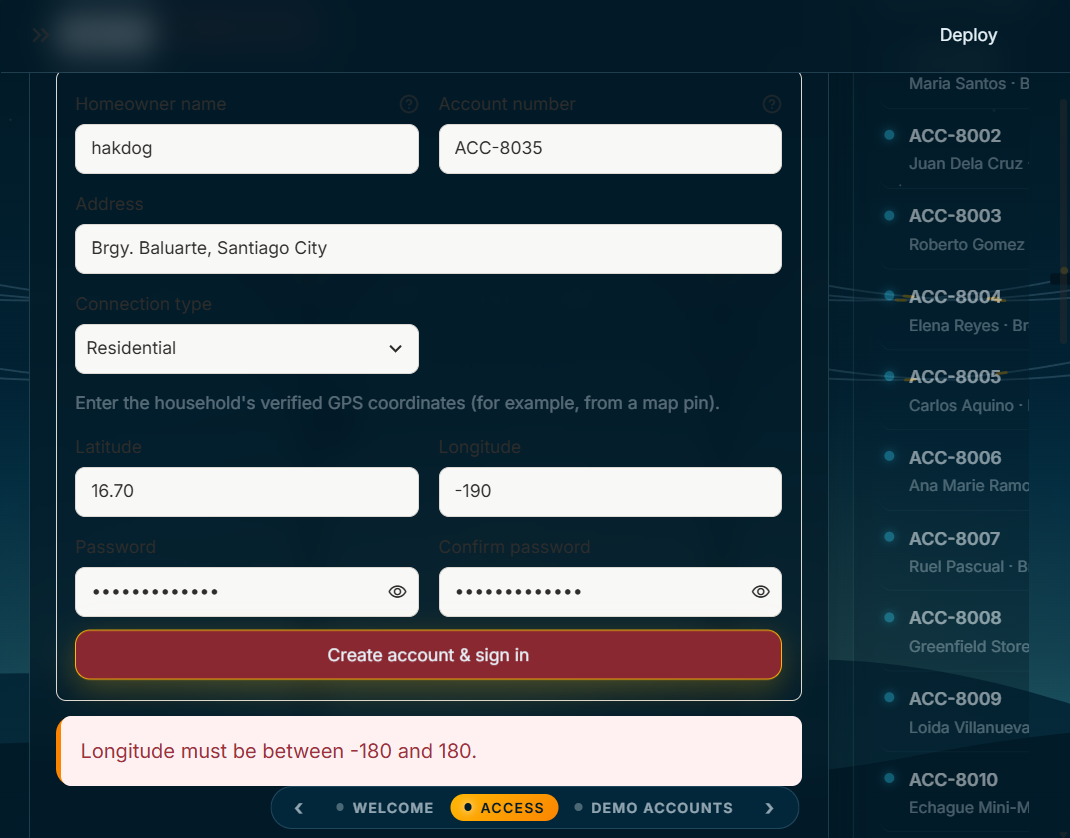 Deploy
Homeowner name
Account number
hakdog
ACC-8035
Address
Brgy. Baluarte, Santiago City
Connection type
Residential
Enter the household's verified GPS coordinates (for example, from a map pin).
Latitude
Longitude
16.70
-190
Password
Confirm password
Create account & sign in
Longitude must be between -180 and 180.
‹ WELCOME ACCESS DEMO ACCOUNTS ›
Maria Santos · B
ACC-8002
Juan Dela Cruz
ACC-8003
Roberto Gomez
ACC-8004
Elena Reyes · Br
ACC-8005
Carlos Aquino ·
ACC-8006
Ana Marie Ramo
ACC-8007
Ruel Pascual · B
ACC-8008
Greenfield Store
ACC-8009
Loida Villanueva
ACC-8010
Echague Mini-M